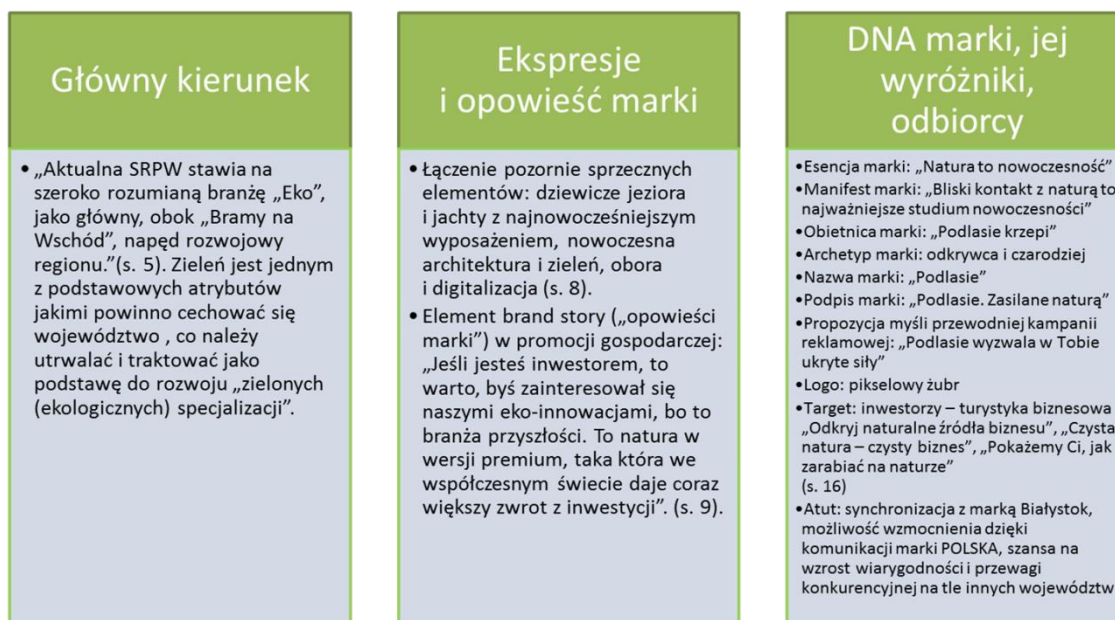 Główny kierunek
• „Aktualna SRPW stawia na
szeroko rozumianą branżę „Eko”,
jako główny, obok „Bramy na
Wschód”, napęd rozwojowy
regionu.”(s. 5). Zieleń jest jednym
z podstawowych atrybutów
jakimi powinno cechować się
województwo , co należy
utrwalać i traktować jako
podstawę do rozwoju „zielonych
(ekologicznych) specjalizacji”.
Ekspresje
i opowieść marki
• Łączenie pozornie sprzecznych
elementów: dziewicze jeziora
i jachty z najnowocześniejszym
wyposażeniem, nowoczesna
architektura i zieleń, obora
i digitalizacja (s. 8).
• Element brand story („opowieści
marki”) w promocji gospodarczej:
„Jeśli jesteś inwestorem, to
warto, byś zainteresował się
naszymi eko-innowacjami, bo to
branża przyszłości. To natura w
wersji premium, taka która we
współczesnym świecie daje coraz
większy zwrot z inwestycji”. (s. 9).
DNA marki, jej
wyróżniki,
odbiorcy
•Esencja marki: „Natura to nowoczesność”
•Manifest marki: „Bliski kontakt z naturą to
najważniejsze studium nowoczesności”
•Obietnica marki: „Podlasie krzepi”
•Archetyp marki: odkrywca i czarodziej
•Nazwa marki: „Podlasie”
•Podpis marki: „Podlasie. Zasilane naturą”
•Propozycja myśli przewodniej kampanii
reklamowej: „Podlasie wyzwala w Tobie
ukryte siły”
•Logo: pikselowy żubr
•Target: inwestorzy – turystyka biznesowa
„Odkryj naturalne źródła biznesu”, „Czysta
natura – czysty biznes”, „Pokażemy Ci, jak
zarabiać na naturze”
(s. 16)
•Atut: synchronizacja z marką Białystok,
możliwość wzmocnienia dzięki
komunikacji marki POLSKA, szansa na
wzrost wiarygodności i przewagi
konkurencyjnej na tle innych województw